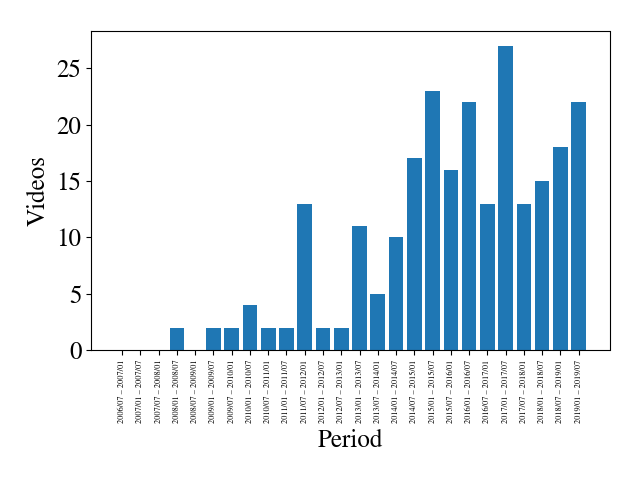 25
20
15
10
5
0
Videos
2006/07 – 2007/01
2007/01 – 2007/07
2007/07 – 2008/01
2008/01 – 2008/07
2008/07 – 2009/01
2009/01 – 2009/07
2009/07 – 2010/01
2010/01 – 2010/07
2010/07 – 2011/01
2011/01 – 2011/07
2011/07 – 2012/01
2012/01 – 2012/07
2012/07 – 2013/01
2013/01 – 2013/07
2013/07 – 2014/01
2014/01 – 2014/07
2014/07 – 2015/01
2015/01 – 2015/07
2015/07 – 2016/01
2016/01 – 2016/07
2016/07 – 2017/01
2017/01 – 2017/07
2017/07 – 2018/01
2018/01 – 2018/07
2018/07 – 2019/01
2019/01 – 2019/07
Period